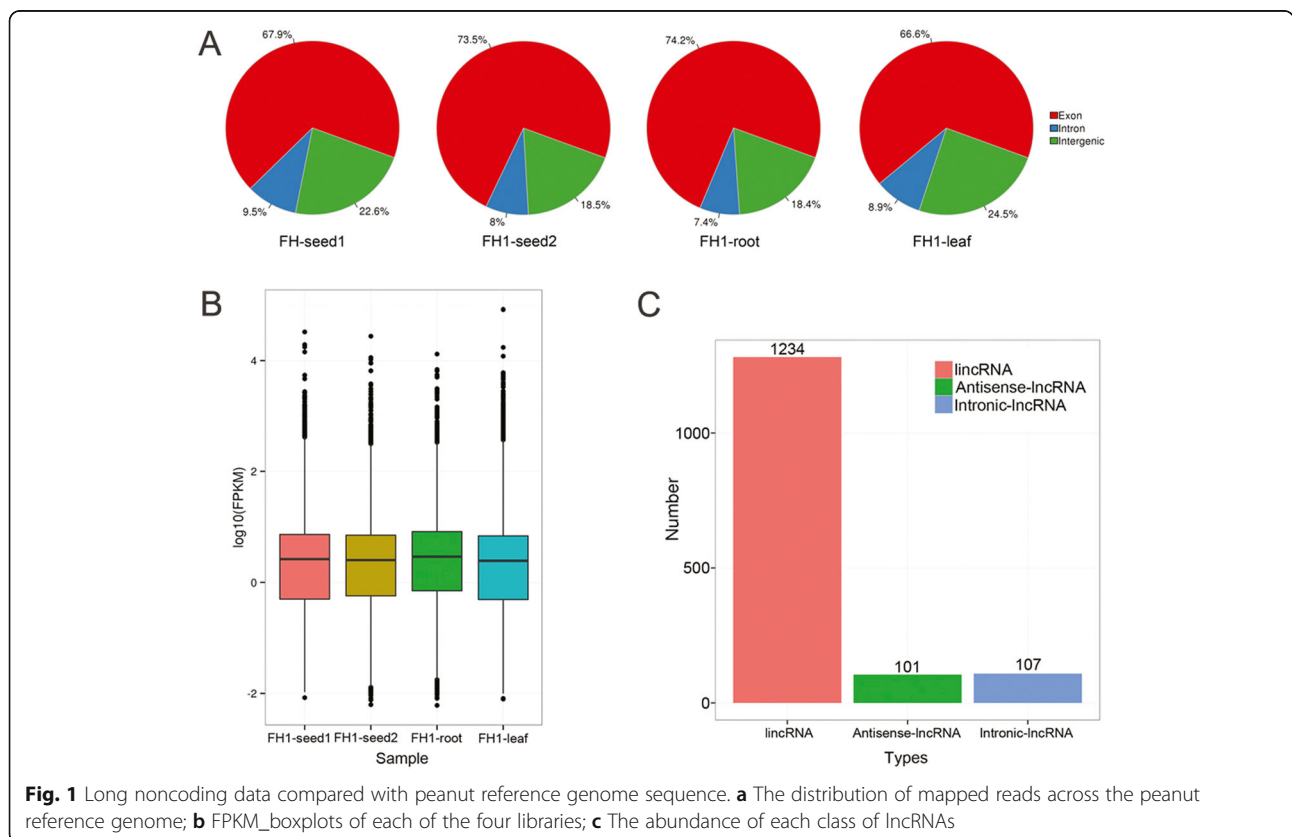 A
67.9%
9.5%
22.6%
FH-seed1
73.5%
8%
18.5%
FH1-seed2
74.2%
7.4%
18.4%
FH1-root
66.6%
8.9%
24.5%
FH1-leaf
Exon
Intron
Intergenic
B
log10(FPKM)
4
2
0
-2
FH1-seed1
FH1-seed2
FH1-root
FH1-leaf
Sample
C
Number
1000
500
0
1234
101
107
lincRNA
Antisense-lncRNA
Intronic-lncRNA
lincRNA
Antisense-lncRNA
Intronic-lncRNA
Types
Fig. 1 Long noncoding data compared with peanut reference genome sequence. a The distribution of mapped reads across the peanut
reference genome; b FPKM_boxplots of each of the four libraries; c The abundance of each class of lncRNAs